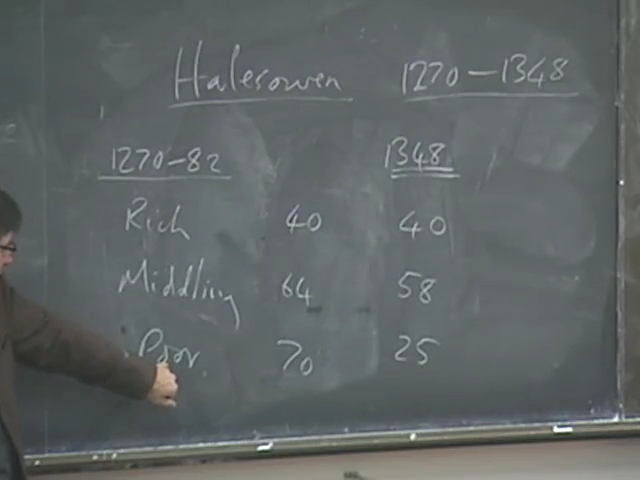 Halesowen 1270-1348
1270-82 1348
Rich 40 40
Middling 64 58
Poor 70 25